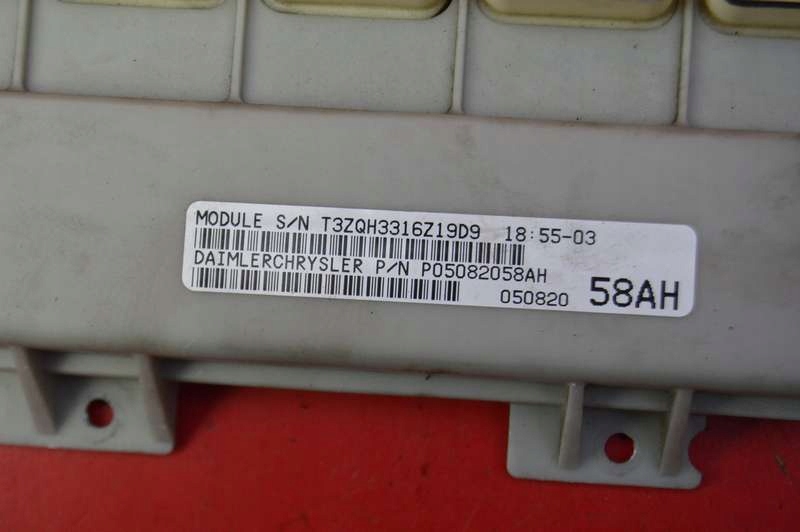 MODULE S/N T3ZQH3316Z19D9 18:55-03
DAIMLERCHRYSLER P/N P05082058AH
050820 58AH